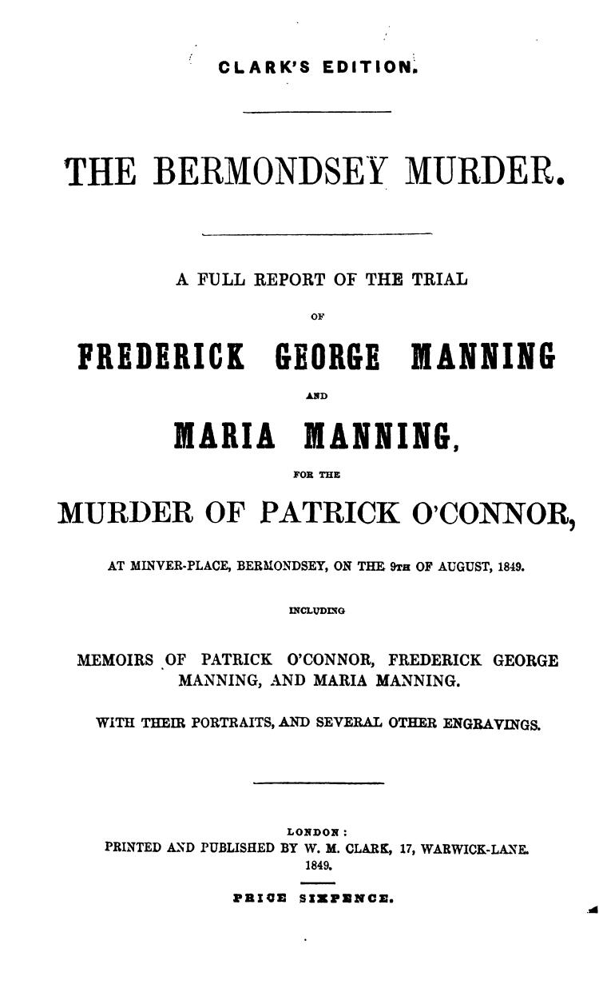 CLARK'S EDITION.
THE BERMONDSEY MURDER.
A FULL REPORT OF THE TRIAL
OF
FREDERICK GEORGE MANNING
AND
MARIA MANNING,
FOR THE
MURDER OF PATRICK O'CONNOR,
AT MINVER-PLACE, BERMONDSEY, ON THE 9TH OF AUGUST, 1849.
INCLUDING
MEMOIRS OF PATRICK O'CONNOR, FREDERICK GEORGE
MANNING, AND MARIA MANNING.
WITH THEIR PORTRAITS, AND SEVERAL OTHER ENGRAVINGS.
LONDON:
PRINTED AND PUBLISHED BY W. M. CLARK, 17, WARWICK-LANE.
1849.
PRICE SIXPENCE.